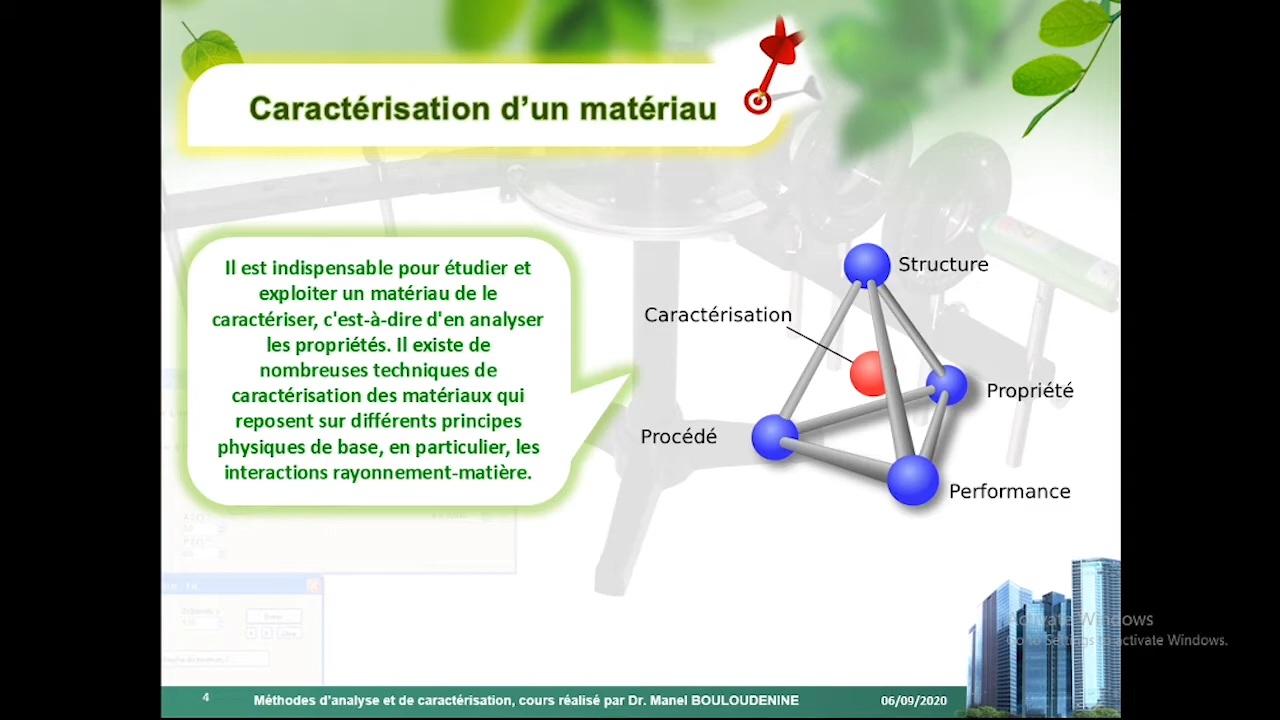 Caractérisation d’un matériau
Il est indispensable pour étudier et
exploiter un matériau de le
caractériser, c'est-à-dire d'en analyser
les propriétés. Il existe de
nombreuses techniques de
caractérisation des matériaux qui
reposent sur différents principes
physiques de base, en particulier, les
interactions rayonnement-matière.
Structure
Caractérisation
Propriété
Procédé
Performance
Activate Windows
Go to Settings to activate Windows.
4
Méthodes d’analyse et de caractérisation, cours réalisé par Dr. Manel BOULOUDENINE
06/09/2020